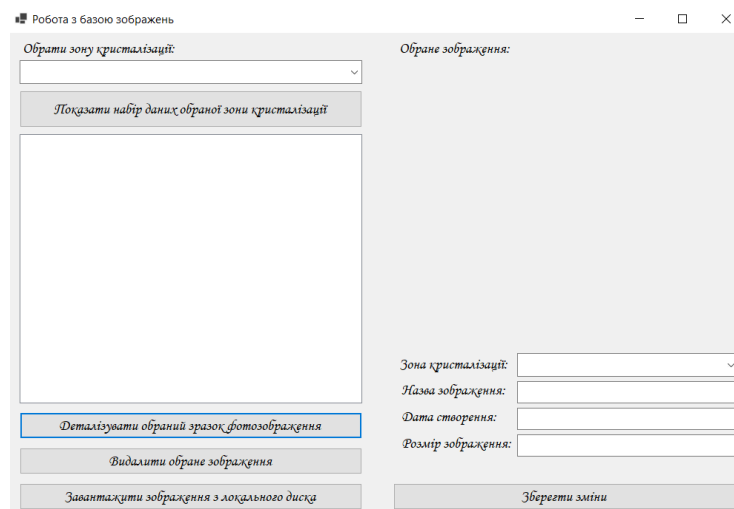 Робота з базою зображень
Обрати зону кристалізації:
Показати набір даних обраної зони кристалізації
Деталізувати обраний зразок фотозображення
Видалити обране зображення
Завантажити зображення з локального диска
Обране зображення:
Зона кристалізації:
Назва зображення:
Дата створення:
Розмір зображення:
Зберегти зміни